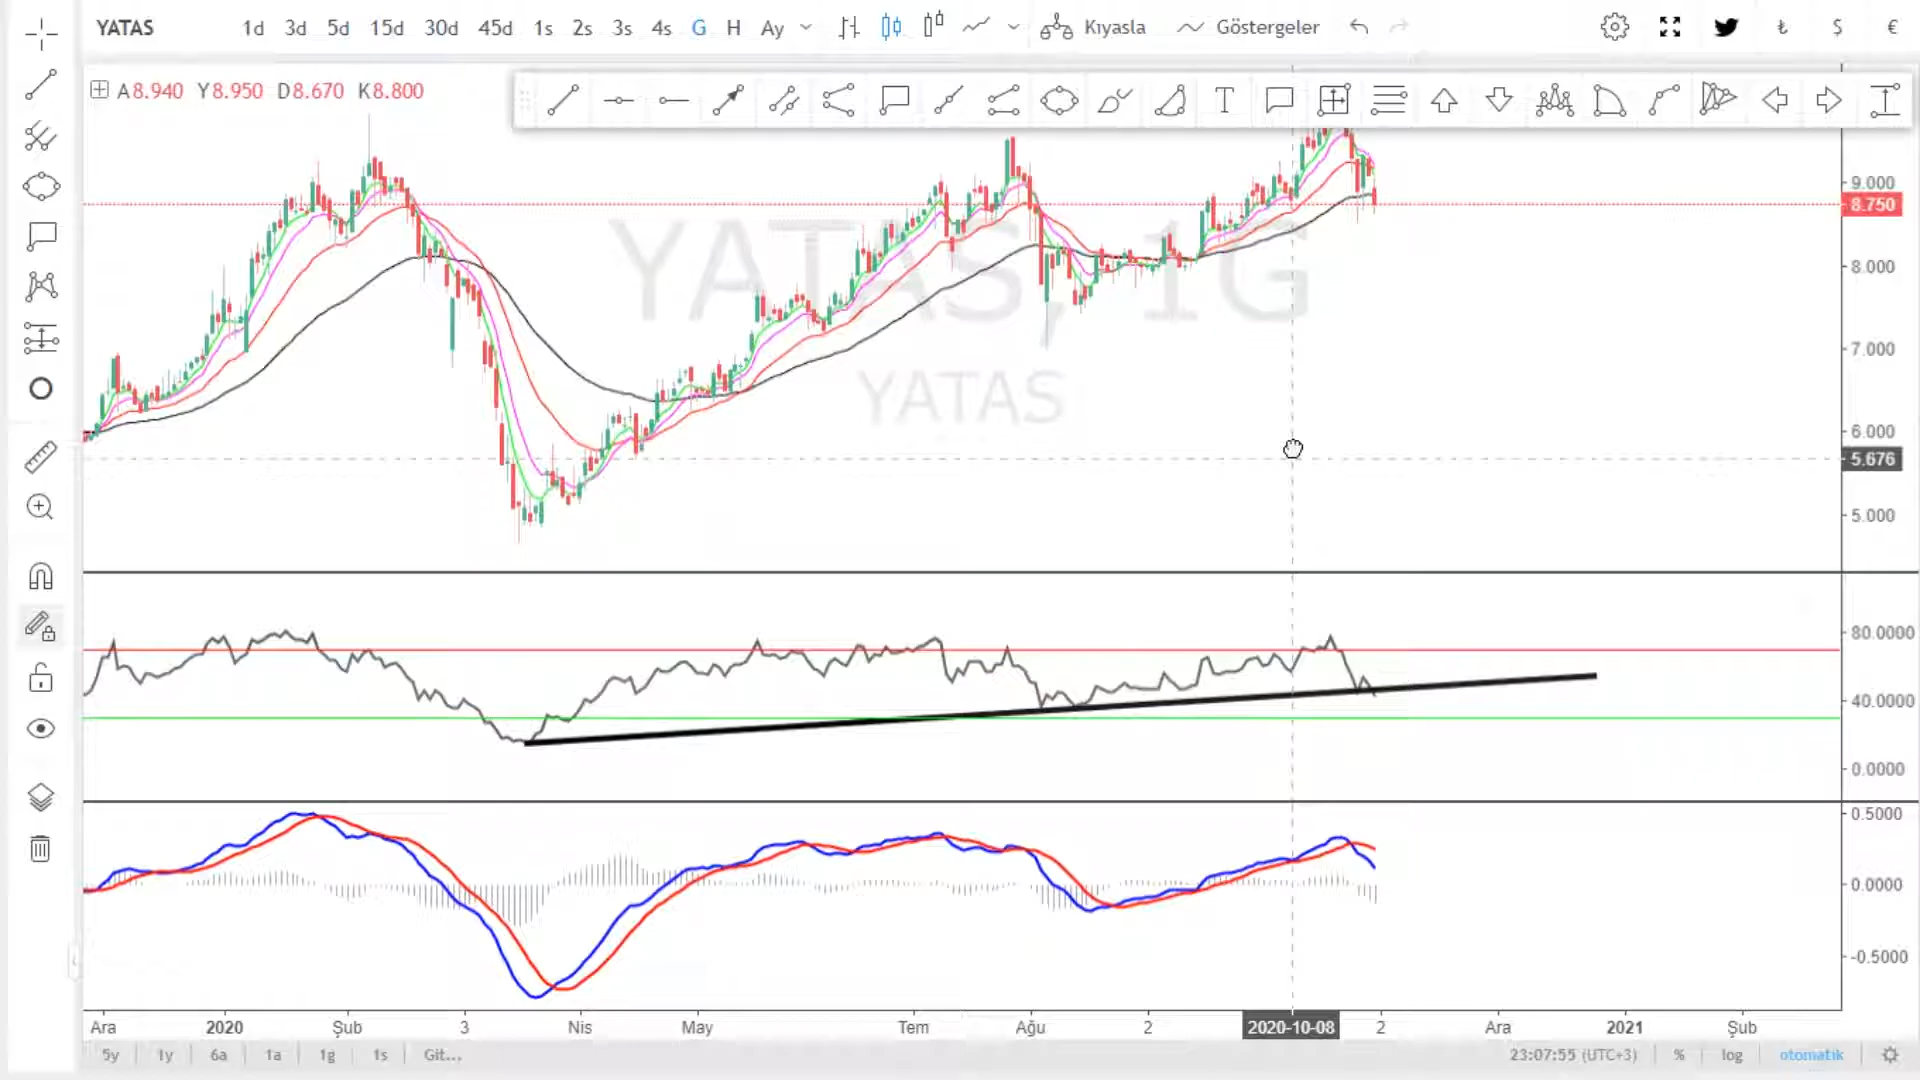 YATAS 1d 3d 5d 15d 30d 45d 1s 2s 3s 4s G H Ay Kıyasla Göstergeler ₺ $ €
A8.940 Y8.950 D8.670 K8.800
T
YATAS, 1G
YATAS
9.000
8.750
8.000
7.000
6.000
5.676
5.000
80.0000
40.0000
0.0000
0.5000
0.0000
-0.5000
Ara 2020 Şub 3 Nis May Tem Ağu 2 2020-10-08 2 Ara 2021 Şub
5y 1y 6a 1a 1g 1s Git... 23:07:55 (UTC+3) % log otomatik